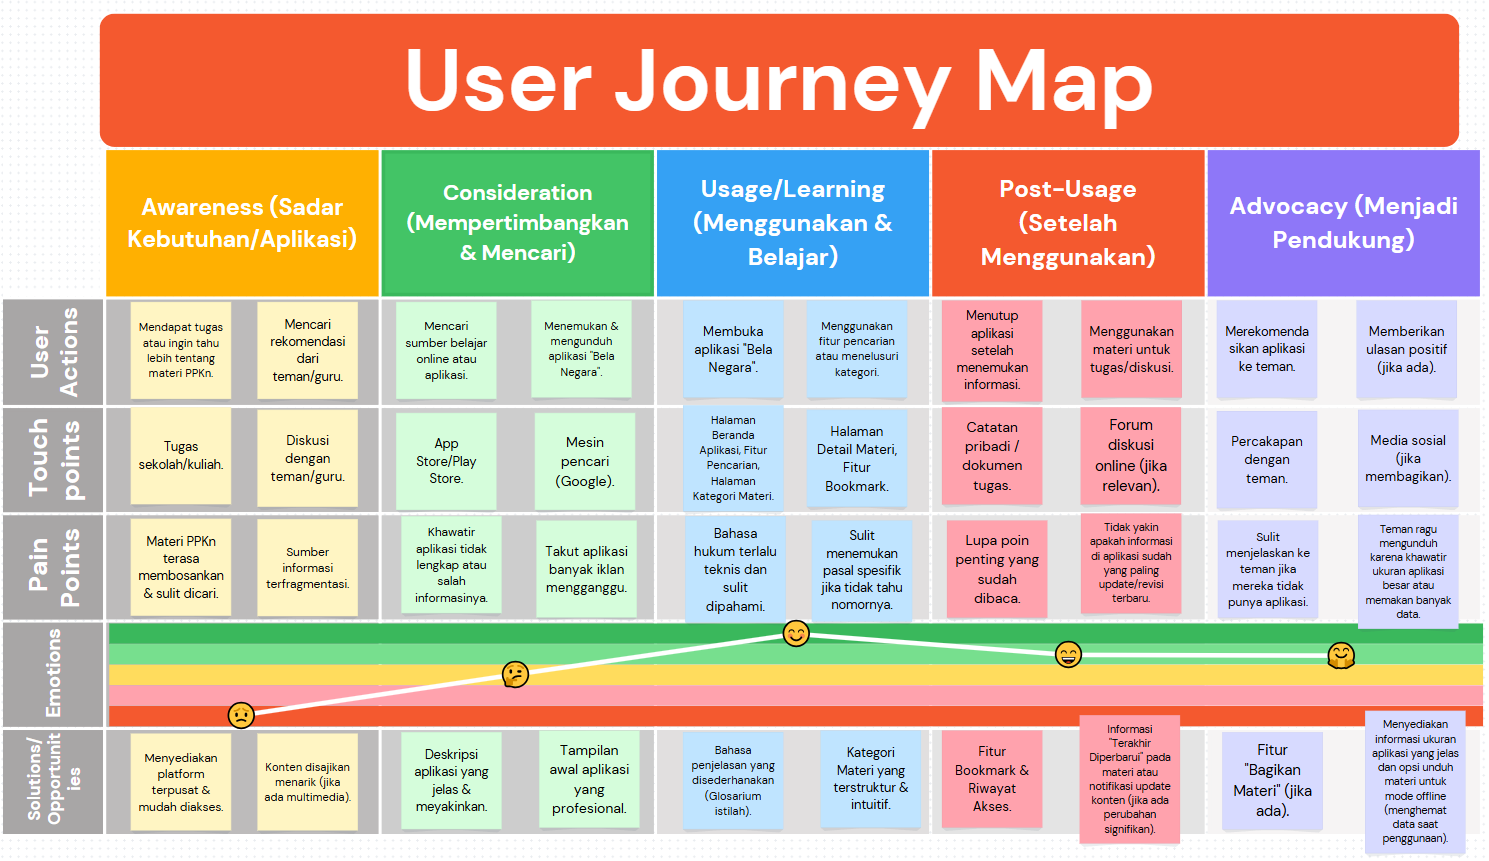 User Journey Map
Awareness (Sadar
Kebutuhan/Aplikasi)
Consideration
(Mempertimbangkan
& Mencari)
Usage/Learning
(Menggunakan &
Belajar)
Post-Usage
(Setelah
Menggunakan)
Advocacy (Menjadi
Pendukung)
User
Actions
Mendapat tugas
atau ingin tahu
lebih tentang
materi PPKn.
Mencari
rekomendasi
dari
teman/guru.
Mencari
sumber belajar
online atau
aplikasi.
Menemukan &
mengunduh
aplikasi "Bela
Negara".
Membuka
aplikasi "Bela
Negara".
Menggunakan
fitur pencarian
atau menelusuri
kategori.
Menutup
aplikasi
setelah
menemukan
informasi.
Menggunakan
materi untuk
tugas/diskusi.
Merekomenda
sikan aplikasi
ke teman.
Memberikan
ulasan positif
(jika ada).
Touch
points
Tugas
sekolah/kuliah.
Diskusi
dengan
teman/guru.
App
Store/Play
Store.
Mesin
pencari
(Google).
Halaman
Beranda
Aplikasi, Fitur
Pencarian,
Halaman
Kategori Materi.
Halaman
Detail Materi,
Fitur
Bookmark.
Catatan
pribadi /
dokumen
tugas.
Forum
diskusi
online (jika
relevan).
Percakapan
dengan
teman.
Media sosial
(jika
membagikan).
Pain
Points
Materi PPKn
terasa
membosankan
& sulit dicari.
Sumber
informasi
terfragmentasi.
Khawatir
aplikasi tidak
lengkap atau
salah
informasinya.
Takut aplikasi
banyak iklan
mengganggu.
Bahasa
hukum terlalu
teknis dan
sulit
dipahami.
Sulit
menemukan
pasal spesifik
jika tidak tahu
nomornya.
Lupa poin
penting yang
sudah
dibaca.
Tidak yakin
apakah informasi
di aplikasi sudah
yang paling
update/revisi
terbaru.
Sulit
menjelaskan ke
teman jika
mereka tidak
punya aplikasi.
Teman ragu
mengunduh
karena khawatir
ukuran aplikasi
besar atau
memakan banyak
data.
Emotions
Solutions/
Opportunit
ies
Menyediakan
platform
terpusat &
mudah diakses.
Konten disajikan
menarik (jika
ada multimedia).
Deskripsi
aplikasi yang
jelas &
meyakinkan.
Tampilan
awal aplikasi
yang
profesional.
Bahasa
penjelasan yang
disederhanakan
(Glosarium
istilah).
Kategori
Materi yang
terstruktur &
intuitif.
Fitur
Bookmark &
Riwayat
Akses.
Informasi
"Terakhir
Diperbarui" pada
materi atau
notifikasi update
konten (jika ada
perubahan
signifikan).
Fitur
"Bagikan
Materi" (jika
ada).
Menyediakan
informasi ukuran
aplikasi yang jelas
dan opsi unduh
materi untuk
mode offline
(menghemat
data saat
penggunaan).